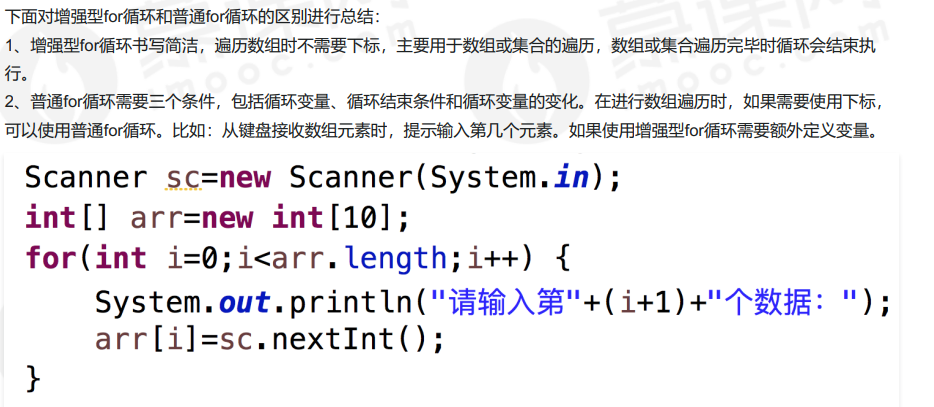 下面对增强型for循环和普通for循环的区别进行总结：
1、增强型for循环书写简洁，遍历数组时不需要下标，主要用于数组或集合的遍历，数组或集合遍历完毕时循环会结束执
行。
2、普通for循环需要三个条件，包括循环变量、循环结束条件和循环变量的变化。在进行数组遍历时，如果需要使用下标，
可以使用普通for循环。比如：从键盘接收数组元素时，提示输入第几个元素。如果使用增强型for循环需要额外定义变量。
Scanner sc=new Scanner(System.in);
int[] arr=new int[10];
for(int i=0;i<arr.length;i++) {
    System.out.println("请输入第"+(i+1)+"个数据：");
    arr[i]=sc.nextInt();
}